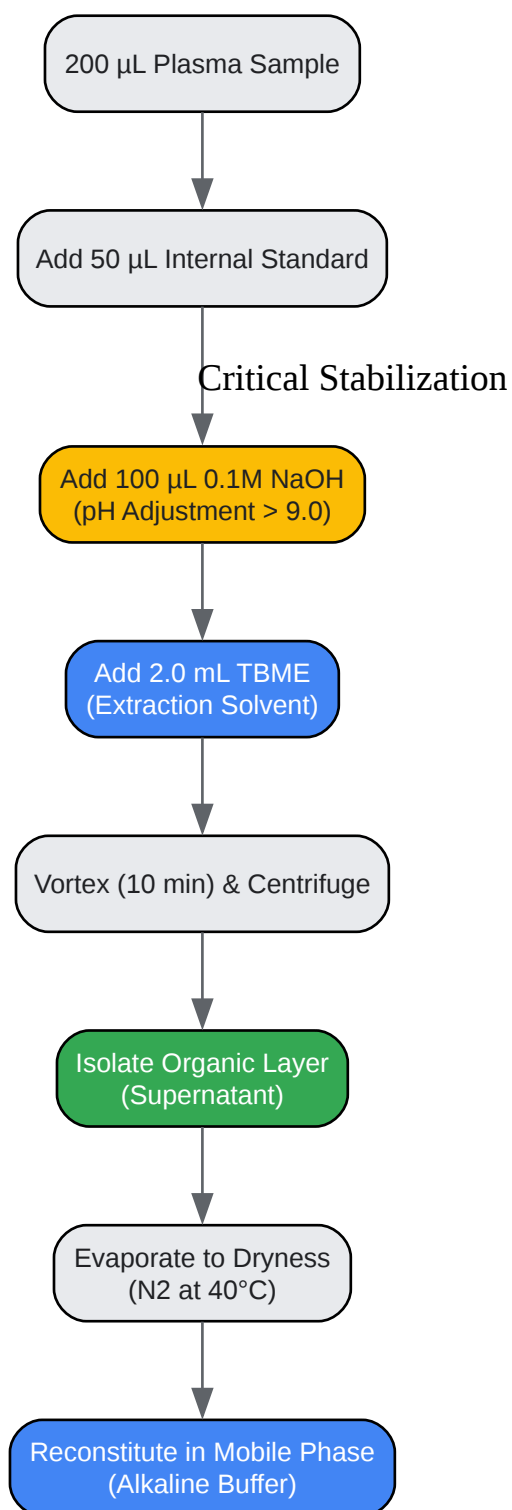 200 µL Plasma Sample
Add 50 µL Internal Standard
Critical Stabilization
Add 100 µL 0.1M NaOH
(pH Adjustment > 9.0)
Add 2.0 mL TBME
(Extraction Solvent)
Vortex (10 min) & Centrifuge
Isolate Organic Layer
(Supernatant)
Evaporate to Dryness
(N2 at 40°C)
Reconstitute in Mobile Phase
(Alkaline Buffer)